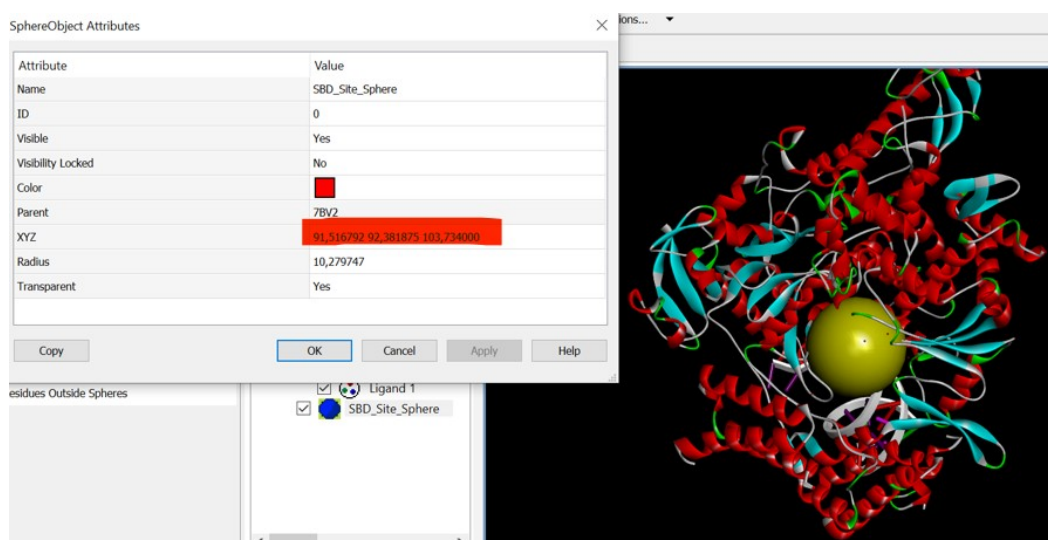 SphereObject Attributes
ions...
Attribute Value
Name SBD_Site_Sphere
ID 0
Visible Yes
Visibility Locked No
Color
Parent 7BV2
XYZ 91,516792 92,381875 103,734000
Radius 10,279747
Transparent Yes
Copy OK Cancel Apply Help
esidues Outside Spheres
Ligand 1
SBD_Site_Sphere